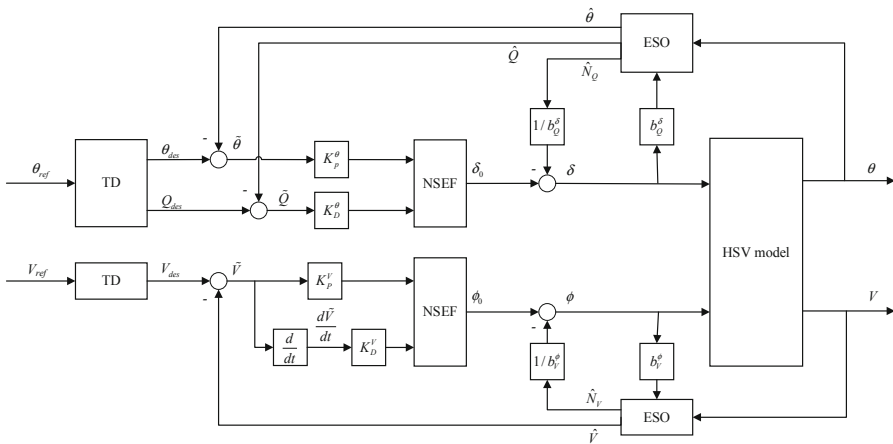 θ̂
ESO
Q̂
N̂_Q
1/b_Q^δ
b_Q^δ
-
θ_ref
TD
θ_des
θ̃
K_p^θ
NSEF
δ_0
-
δ
θ
-
Q_des
Q̃
K_D^θ
HSV model
V_ref
TD
V_des
Ṽ
K_P^V
NSEF
V
-
ϕ_0
ϕ
-
d/dt
dṼ/dt
K_D^V
1/b_V^ϕ
b_V^ϕ
N̂_V
ESO
V̂